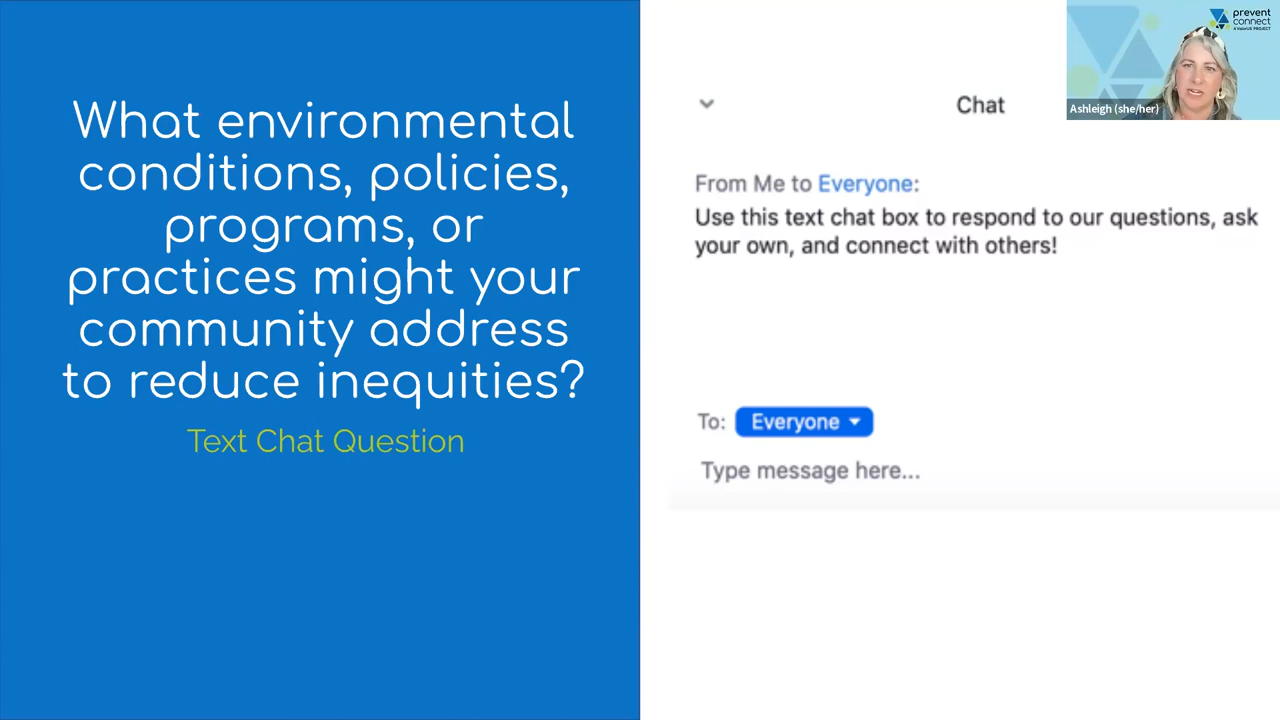 What environmental
conditions, policies,
programs, or
practices might your
community address
to reduce inequities?
Text Chat Question
Chat
From Me to Everyone:
Use this text chat box to respond to our questions, ask
your own, and connect with others!
To: Everyone
Type message here...
prevent
connect
A ValorUS PROJECT
Ashleigh (she/her)